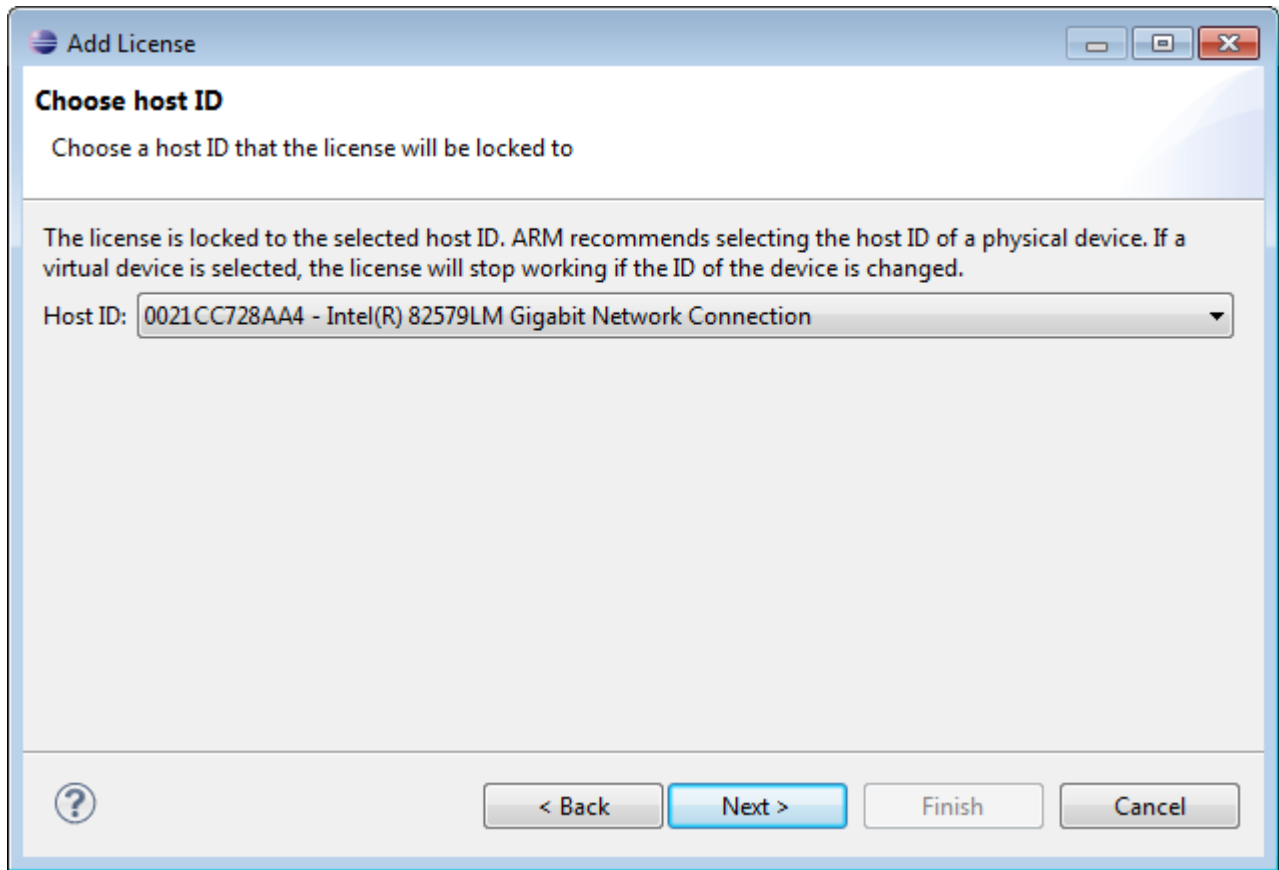 Add License
Choose host ID
Choose a host ID that the license will be locked to
The license is locked to the selected host ID. ARM recommends selecting the host ID of a physical device. If a
virtual device is selected, the license will stop working if the ID of the device is changed.
Host ID: 0021CC728AA4 - Intel(R) 82579LM Gigabit Network Connection
? < Back Next > Finish Cancel